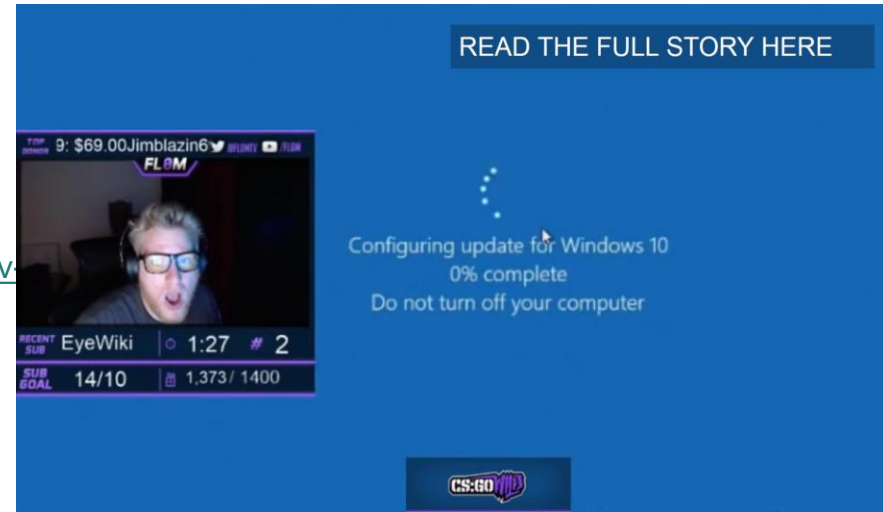 READ THE FULL STORY HERE
TOP DONOR 9: $69.00Jimblazin6 @FL0MTV /FL0M
FL0M
Configuring update for Windows 10
0% complete
Do not turn off your computer
v-
RECENT SUB EyeWiki 1:27 # 2
SUB GOAL 14/10 1,373/ 1400
CS:GO